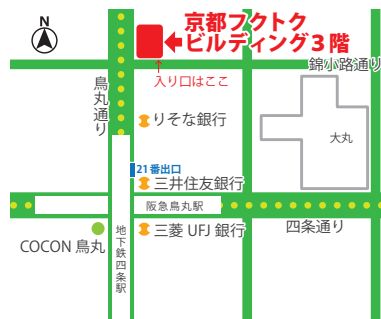 N
京都フクトク
ビルディング3階
錦小路通り
入り口はここ
烏丸通り
りそな銀行
大丸
21番出口
三井住友銀行
阪急烏丸駅
四条通り
三菱 UFJ 銀行
COCON 烏丸
地下鉄四条駅